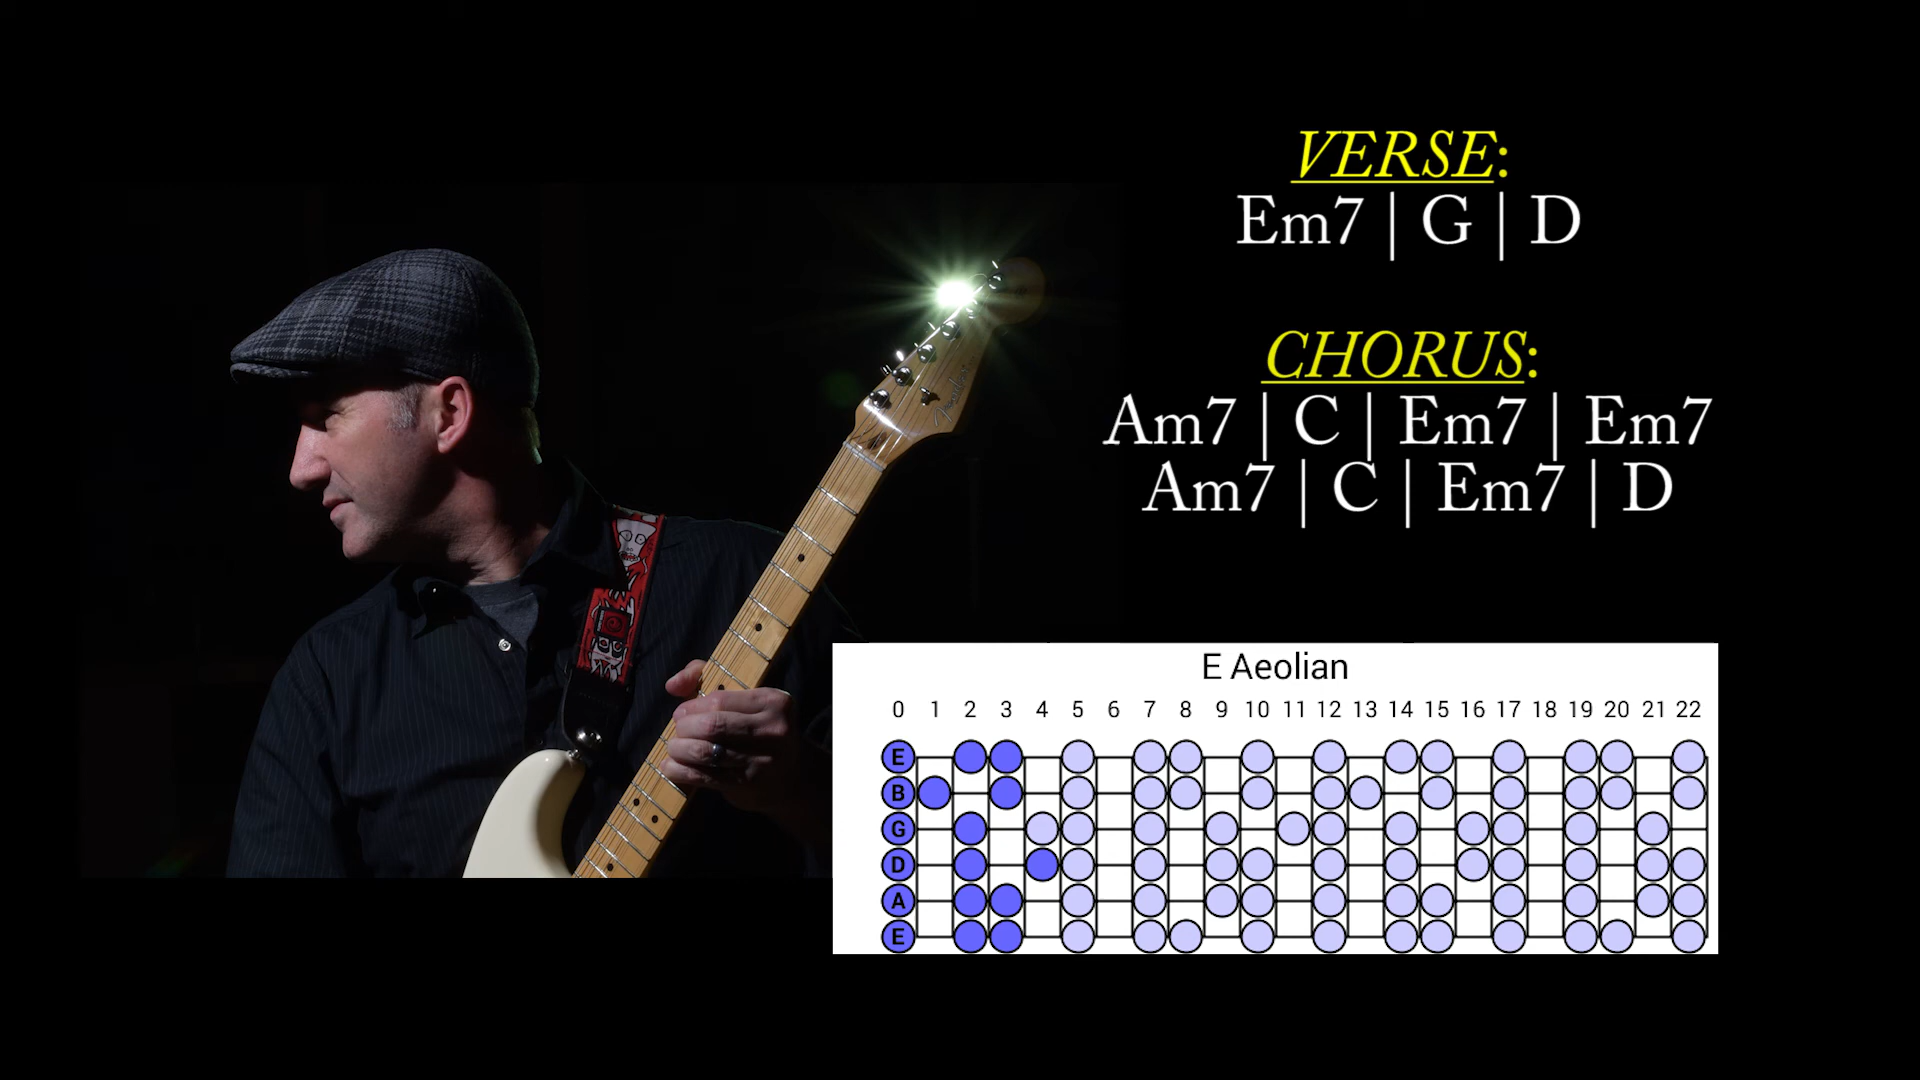 VERSE:
Em7 | G | D
CHORUS:
Am7 | C | Em7 | Em7
Am7 | C | Em7 | D
Fender
E Aeolian
0 1 2 3 4 5 6 7 8 9 10 11 12 13 14 15 16 17 18 19 20 21 22
E
B
G
D
A
E